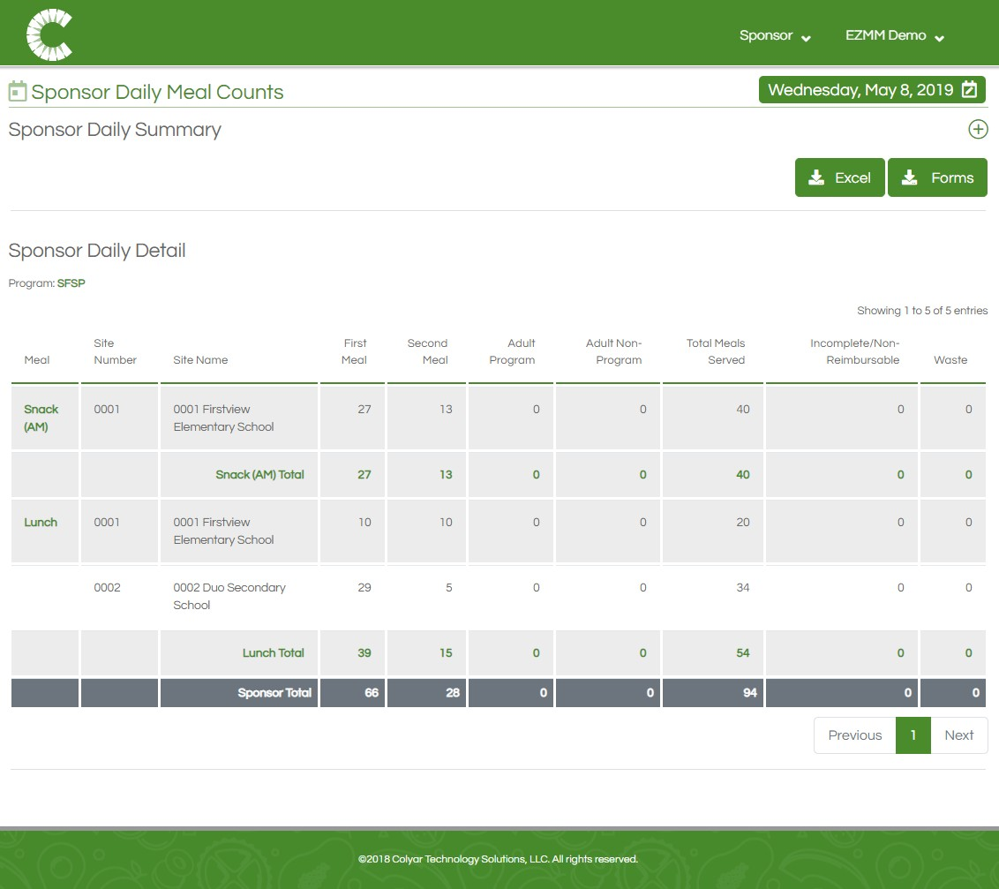 Sponsor EZMM Demo
Sponsor Daily Meal Counts Wednesday, May 8, 2019
Sponsor Daily Summary
Excel Forms
Sponsor Daily Detail
Program: SFSP
Showing 1 to 5 of 5 entries
Site First Second Adult Adult Non- Total Meals Incomplete/Non-
Meal Number Site Name Meal Meal Program Program Served Reimbursable Waste
Snack 0001 0001 Firstview 27 13 0 0 40 0 0
(AM) Elementary School
Snack (AM) Total 27 13 0 0 40 0 0
Lunch 0001 0001 Firstview 10 10 0 0 20 0 0
Elementary School
0002 0002 Duo Secondary 29 5 0 0 34 0 0
School
Lunch Total 39 15 0 0 54 0 0
Sponsor Total 66 28 0 0 94 0 0
Previous 1 Next
©2018 Colyar Technology Solutions, LLC. All rights reserved.